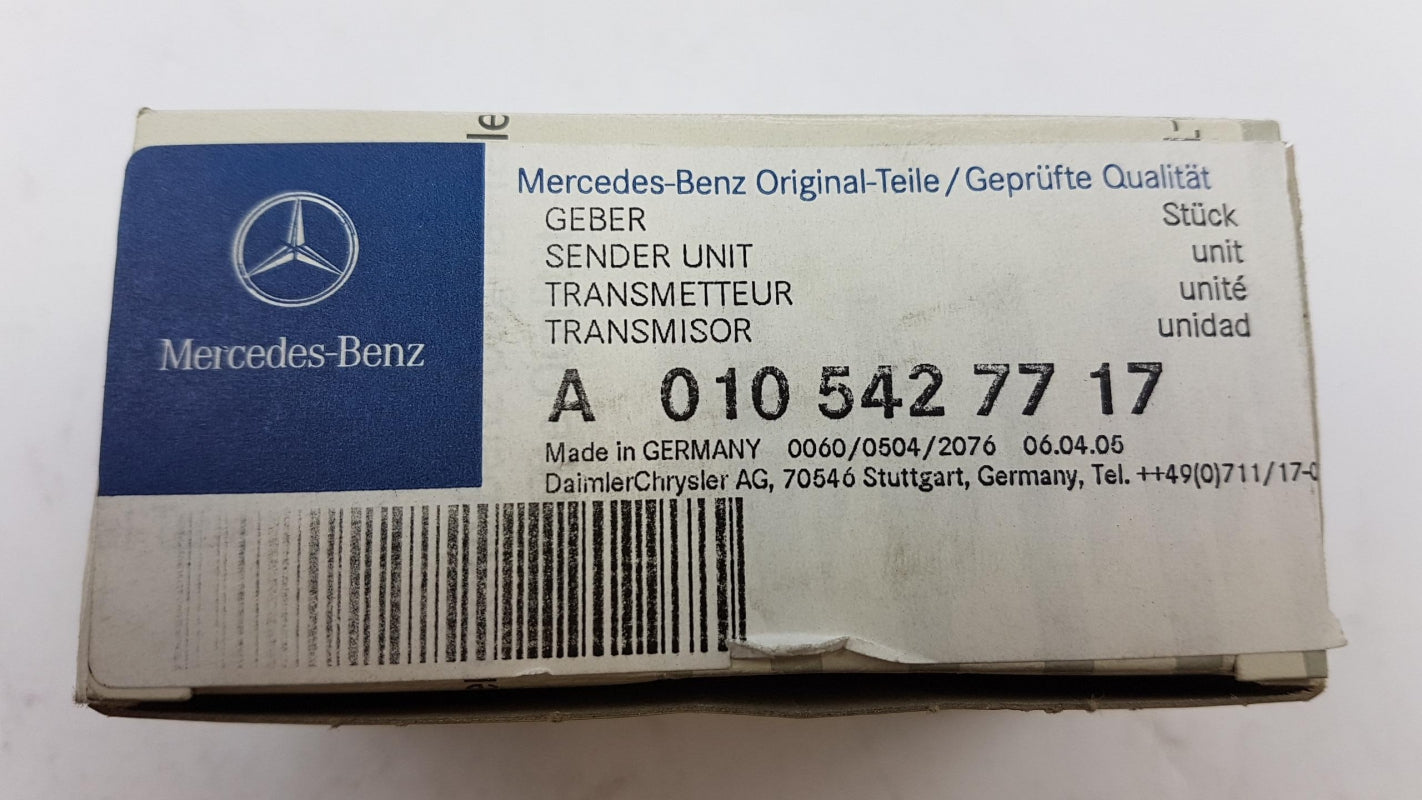 le
Mercedes-Benz
Mercedes-Benz Original-Teile/Geprüfte Qualität
GEBER Stück
SENDER UNIT unit
TRANSMETTEUR unité
TRANSMISOR unidad
A 010 542 77 17
Made in GERMANY 0060/0504/2076 06.04.05
DaimlerChrysler AG, 70546 Stuttgart, Germany, Tel. ++49(0)711/17-0